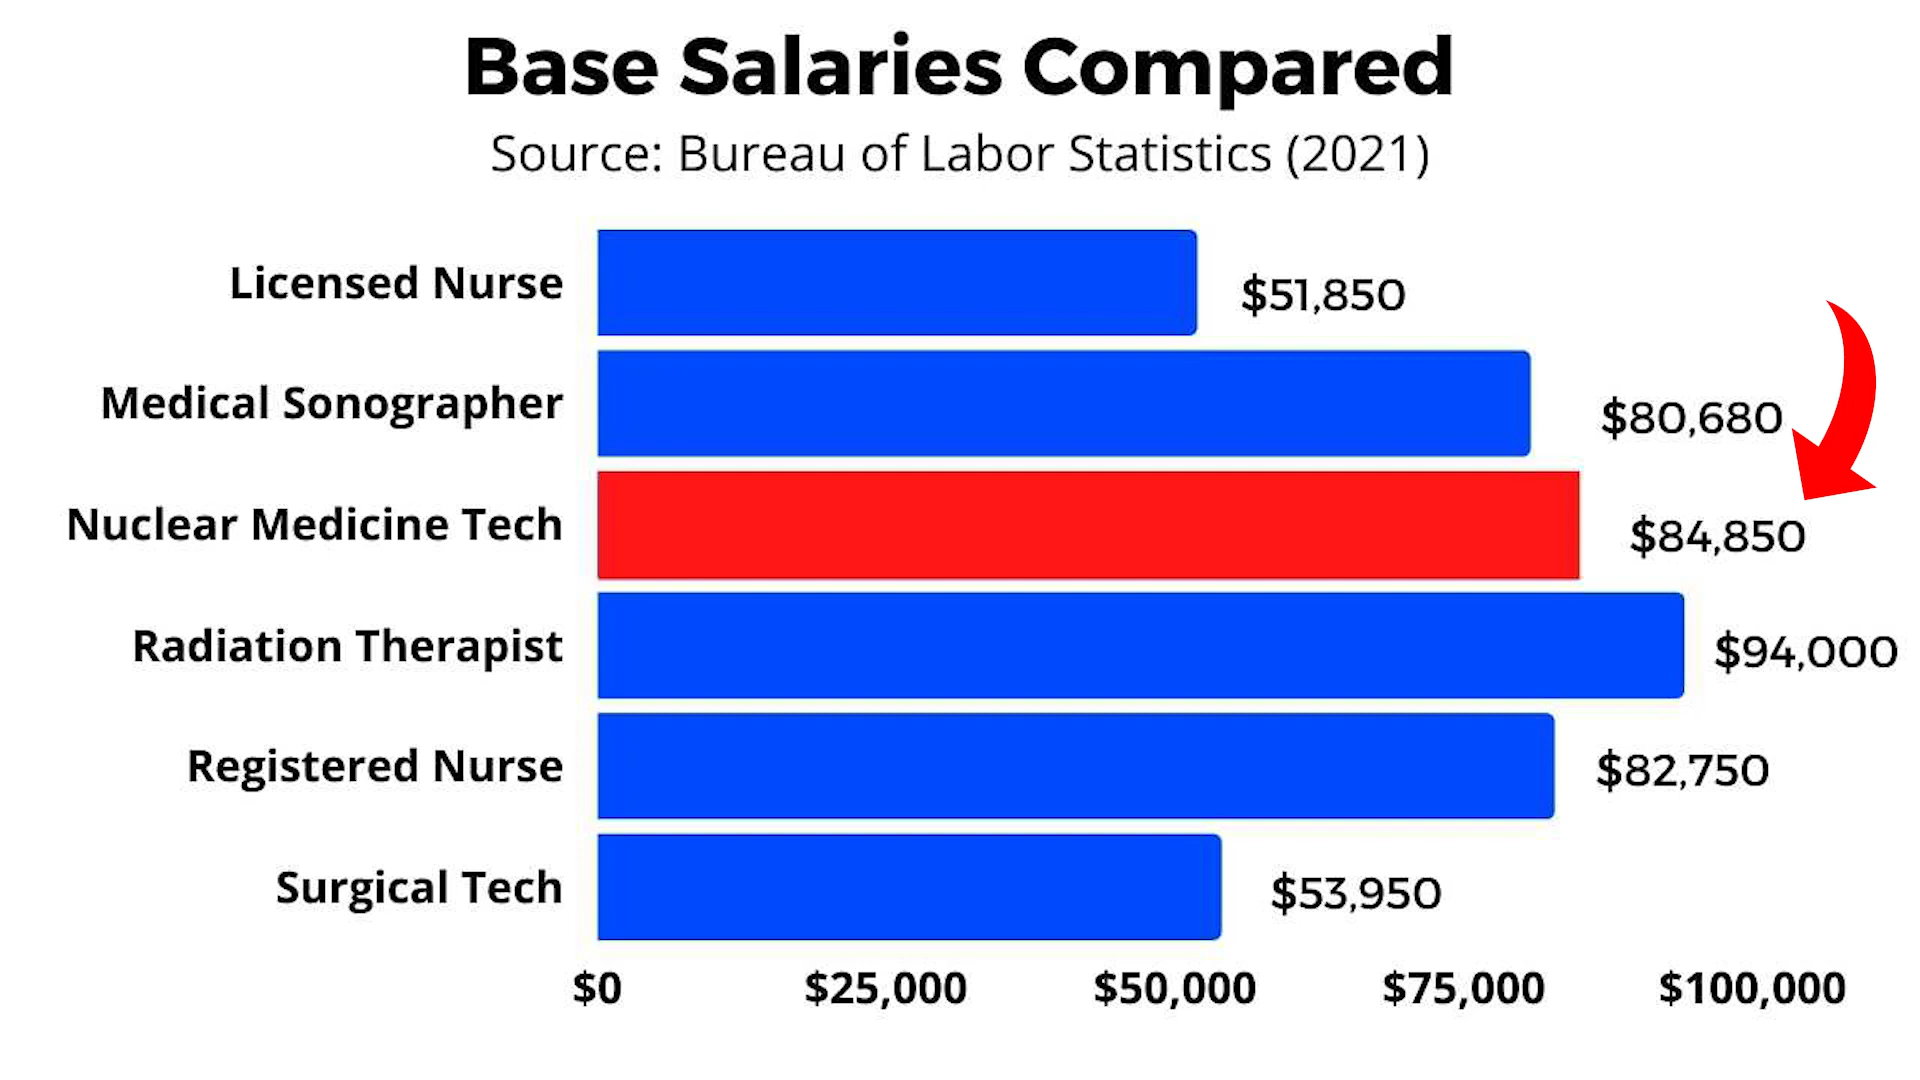 Base Salaries Compared
Source: Bureau of Labor Statistics (2021)
Licensed Nurse $51,850
Medical Sonographer $80,680
Nuclear Medicine Tech $84,850
Radiation Therapist $94,000
Registered Nurse $82,750
Surgical Tech $53,950
$0 $25,000 $50,000 $75,000 $100,000